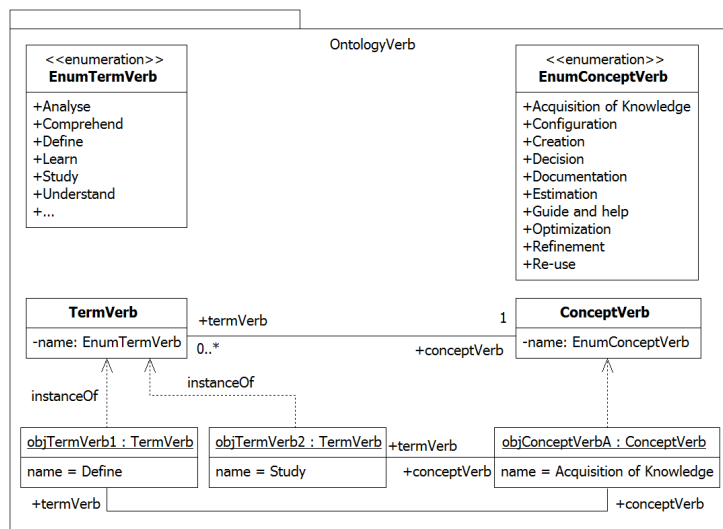 OntologyVerb
<<enumeration>>
EnumTermVerb
+Analyse
+Comprehend
+Define
+Learn
+Study
+Understand
+...
<<enumeration>>
EnumConceptVerb
+Acquisition of Knowledge
+Configuration
+Creation
+Decision
+Documentation
+Estimation
+Guide and help
+Optimization
+Refinement
+Re-use
TermVerb
-name: EnumTermVerb
+termVerb
0..*
1
+conceptVerb
ConceptVerb
-name: EnumConceptVerb
instanceOf
instanceOf
objTermVerb1 : TermVerb
name = Define
objTermVerb2 : TermVerb
name = Study
+termVerb
+conceptVerb
objConceptVerbA : ConceptVerb
name = Acquisition of Knowledge
+termVerb
+conceptVerb